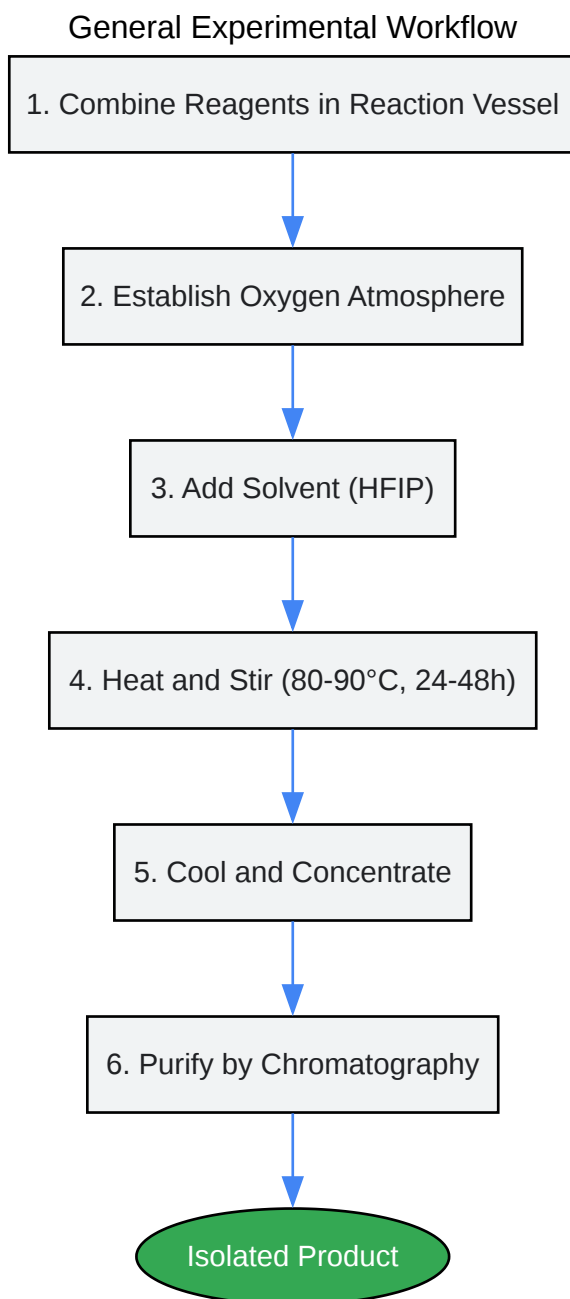 General Experimental Workflow
1. Combine Reagents in Reaction Vessel
2. Establish Oxygen Atmosphere
3. Add Solvent (HFIP)
4. Heat and Stir (80-90°C, 24-48h)
5. Cool and Concentrate
6. Purify by Chromatography
Isolated Product